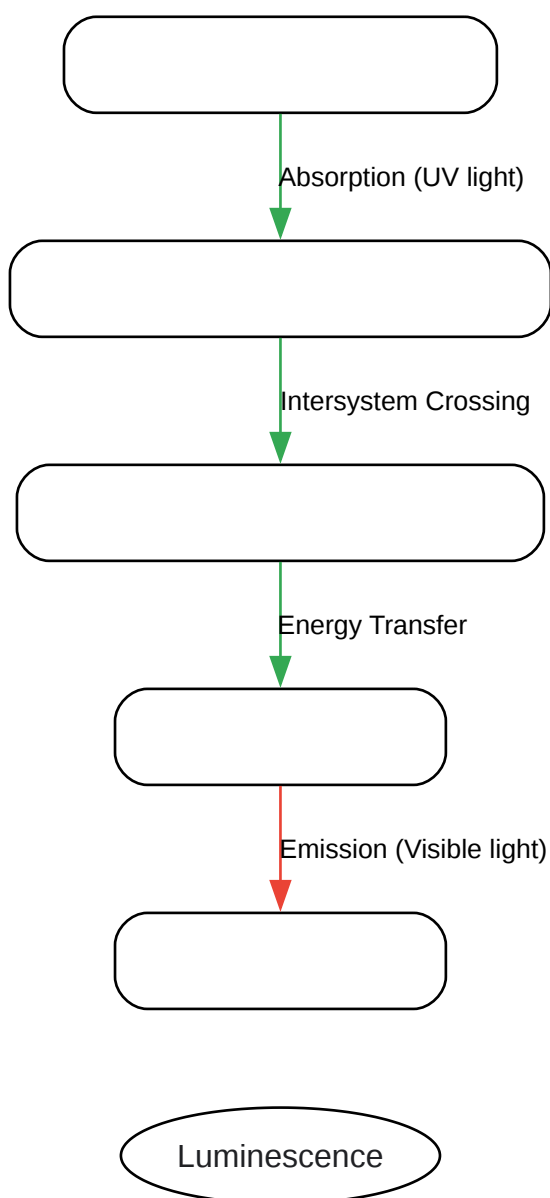 Absorption (UV light)
Intersystem Crossing
Energy Transfer
Emission (Visible light)
Luminescence